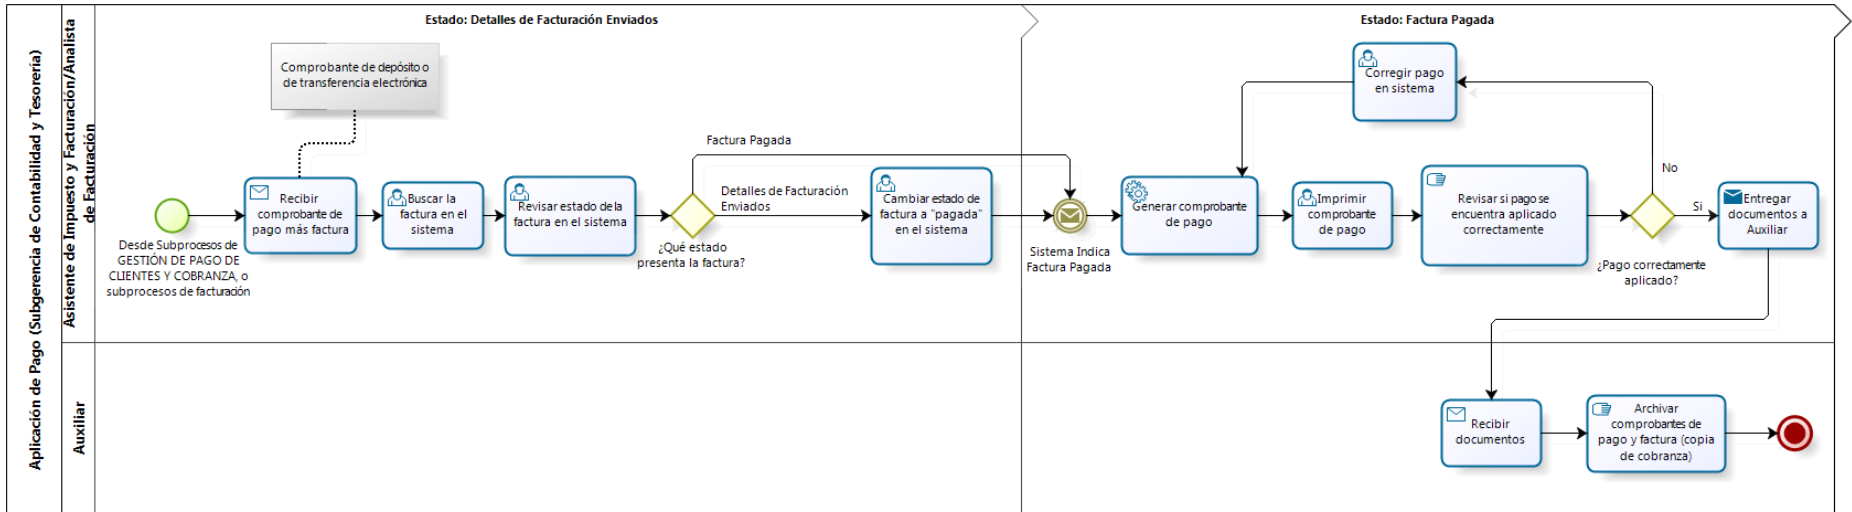 Aplicación de Pago (Subgerencia de Contabilidad y Tesorería)
Asistente de Impuesto y Facturación/Analista
de Facturación
Estado: Detalles de Facturación Enviados
Estado: Factura Pagada
Comprobante de depósito o
de transferencia electrónica
Desde Subprocesos de
GESTIÓN DE PAGO DE
CLIENTES Y COBRANZA, o
subprocesos de facturación
Recibir
comprobante de
pago más factura
Buscar la
factura en el
sistema
Revisar estado de la
factura en el sistema
¿Qué estado
presenta la factura?
Factura Pagada
Detalles de Facturación
Enviados
Cambiar estado de
factura a "pagada"
en el sistema
Sistema Indica
Factura Pagada
Generar comprobante
de pago
Imprimir
comprobante
de pago
Revisar si pago se
encuentra aplicado
correctamente
Corregir pago
en sistema
¿Pago correctamente
aplicado?
No
Si
Entregar
documentos a
Auxiliar
Auxiliar
Recibir
documentos
Archivar
comprobantes de
pago y factura (copia
de cobranza)